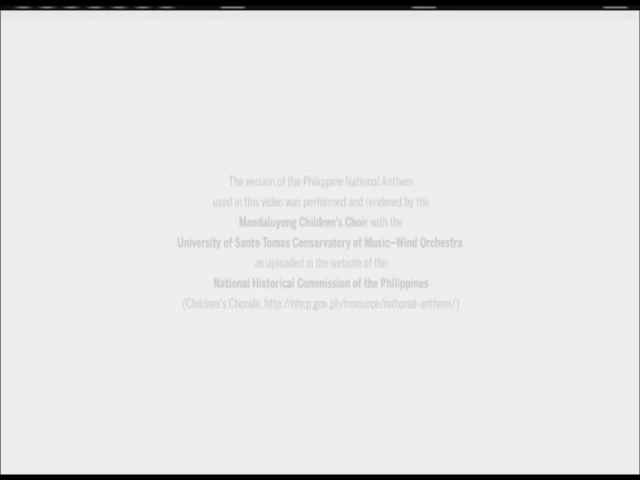 The version of the Philippine National Anthem
used in this video was performed and rendered by the
Mandaluyong Children's Choir with the
University of Santo Tomas Conservatory of Music–Wind Orchestra
as uploaded in the website of the
National Historical Commission of the Philippines
(Children's Chorale, http://nhcp.gov.ph/resource/national-anthem/)